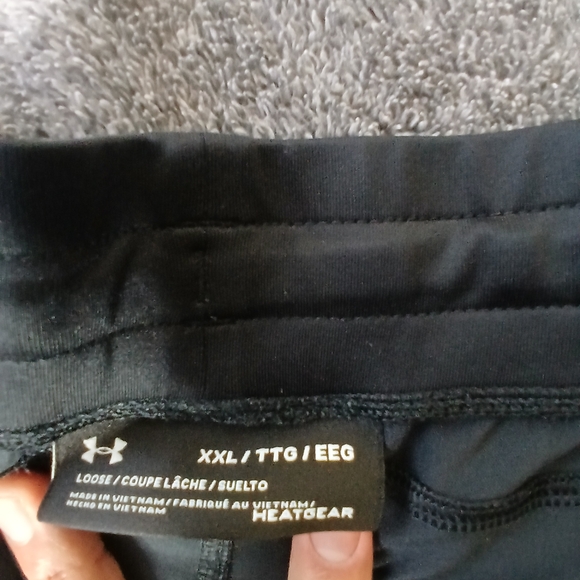 XXL / TTG / EEG
LOOSE / COUPE LÂCHE / SUELTO
MADE IN VIETNAM / FABRIQUÉ AU VIETNAM /
HECHO EN VIETNAM
HEATGEAR